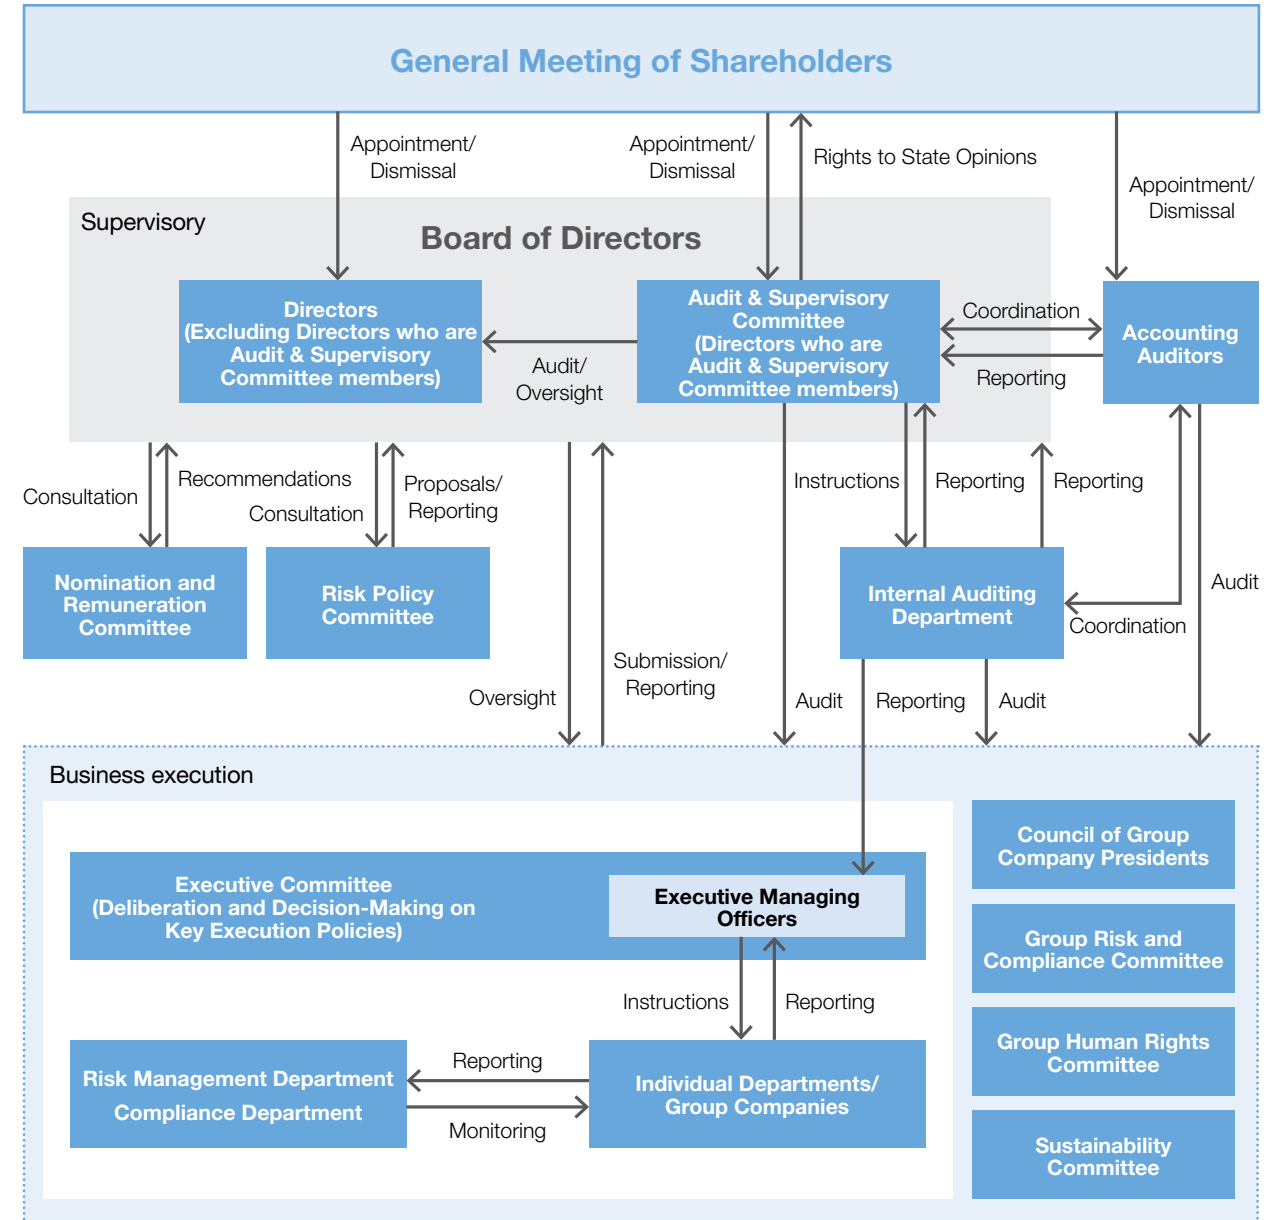 General Meeting of Shareholders
Appointment/
Dismissal
Appointment/
Dismissal
Rights to State Opinions
Appointment/
Dismissal
Supervisory
Board of Directors
Directors
(Excluding Directors who are
Audit & Supervisory
Committee members)
Audit/
Oversight
Audit & Supervisory
Committee
(Directors who are
Audit & Supervisory
Committee members)
Coordination
Reporting
Accounting
Auditors
Consultation
Recommendations
Consultation
Proposals/
Reporting
Instructions
Reporting
Reporting
Nomination and
Remuneration
Committee
Risk Policy
Committee
Internal Auditing
Department
Audit
Coordination
Oversight
Submission/
Reporting
Audit
Reporting
Audit
Business execution
Executive Committee
(Deliberation and Decision-Making on
Key Execution Policies)
Executive Managing
Officers
Instructions
Reporting
Risk Management Department
Compliance Department
Reporting
Monitoring
Individual Departments/
Group Companies
Council of Group
Company Presidents
Group Risk and
Compliance Committee
Group Human Rights
Committee
Sustainability
Committee